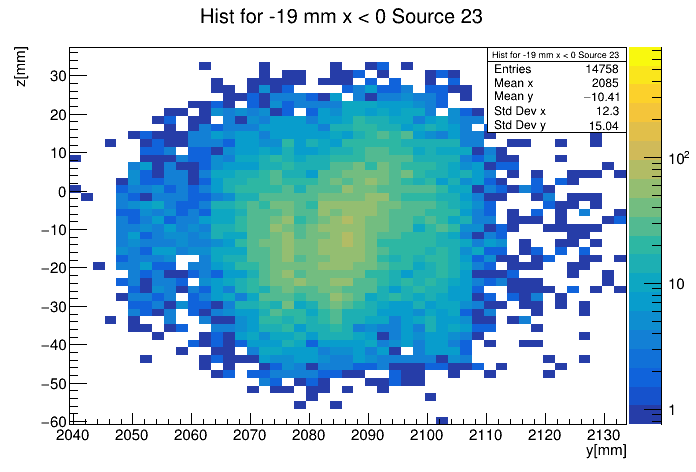 Hist for -19 mm x < 0 Source 23
z[mm]
Hist for -19 mm x < 0 Source 23
Entries 14758
Mean x 2085
Mean y −10.41
Std Dev x 12.3
Std Dev y 15.04
30
20
10
0
−10
−20
−30
−40
−50
−60
10²
10
1
2040 2050 2060 2070 2080 2090 2100 2110 2120 2130
y[mm]